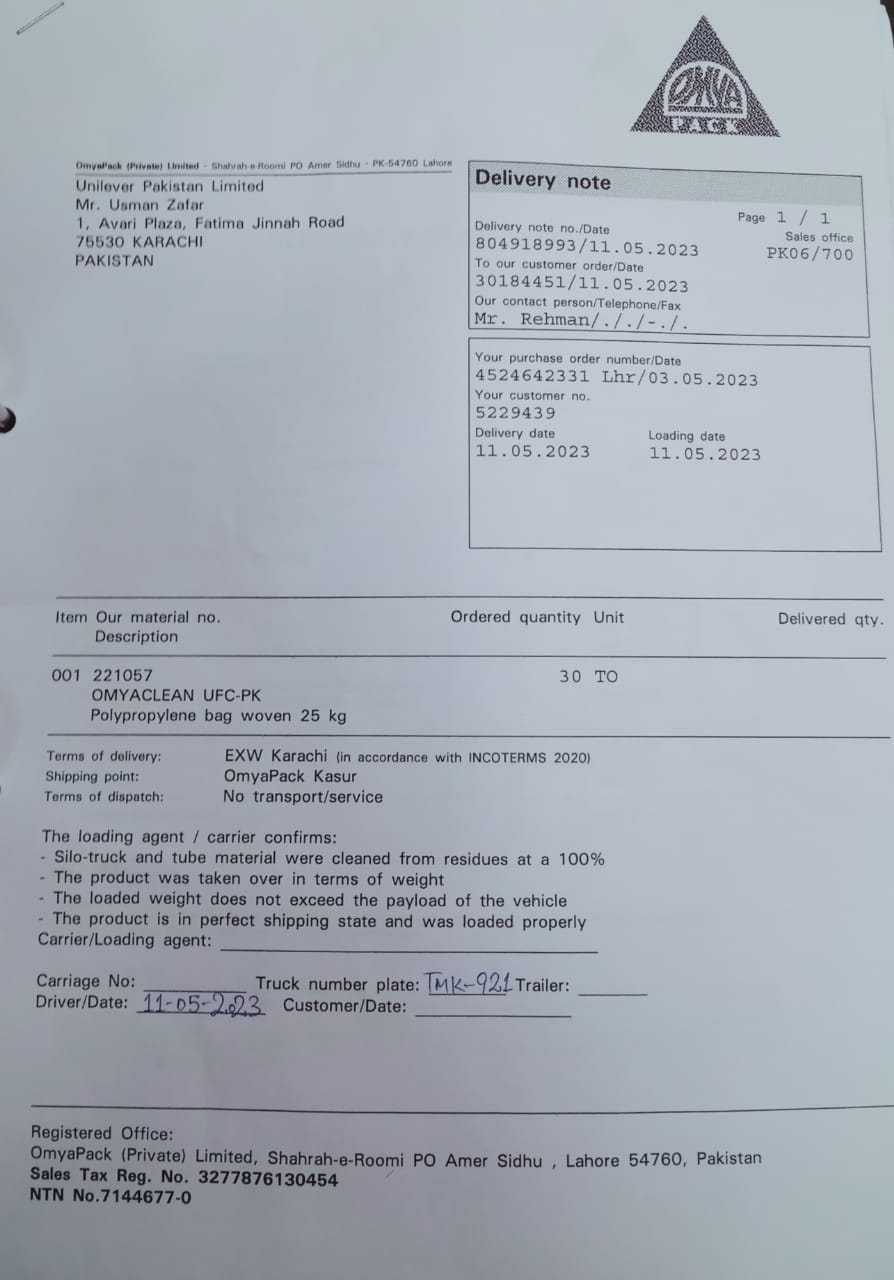 OMYA
PACK
OmyaPack (Private) Limited - Shahrah-e-Roomi PO Amer Sidhu - PK-54760 Lahore
Unilever Pakistan Limited
Mr. Usman Zafar
1, Avari Plaza, Fatima Jinnah Road
75530 KARACHI
PAKISTAN
Delivery note
Page 1 / 1
Delivery note no./Date
Sales office
804918993/11.05.2023
PK06/700
To our customer order/Date
30184451/11.05.2023
Our contact person/Telephone/Fax
Mr. Rehman/././-./.
Your purchase order number/Date
4524642331 Lhr/03.05.2023
Your customer no.
5229439
Delivery date Loading date
11.05.2023 11.05.2023
Item Our material no. Ordered quantity Unit Delivered qty.
Description
001 221057 30 TO
OMYACLEAN UFC-PK
Polypropylene bag woven 25 kg
Terms of delivery: EXW Karachi (in accordance with INCOTERMS 2020)
Shipping point: OmyaPack Kasur
Terms of dispatch: No transport/service
The loading agent / carrier confirms:
- Silo-truck and tube material were cleaned from residues at a 100%
- The product was taken over in terms of weight
- The loaded weight does not exceed the payload of the vehicle
- The product is in perfect shipping state and was loaded properly
Carrier/Loading agent:
Carriage No: Truck number plate: TMK-921 Trailer:
Driver/Date: 11-05-2023 Customer/Date:
Registered Office:
OmyaPack (Private) Limited, Shahrah-e-Roomi PO Amer Sidhu , Lahore 54760, Pakistan
Sales Tax Reg. No. 3277876130454
NTN No.7144677-0